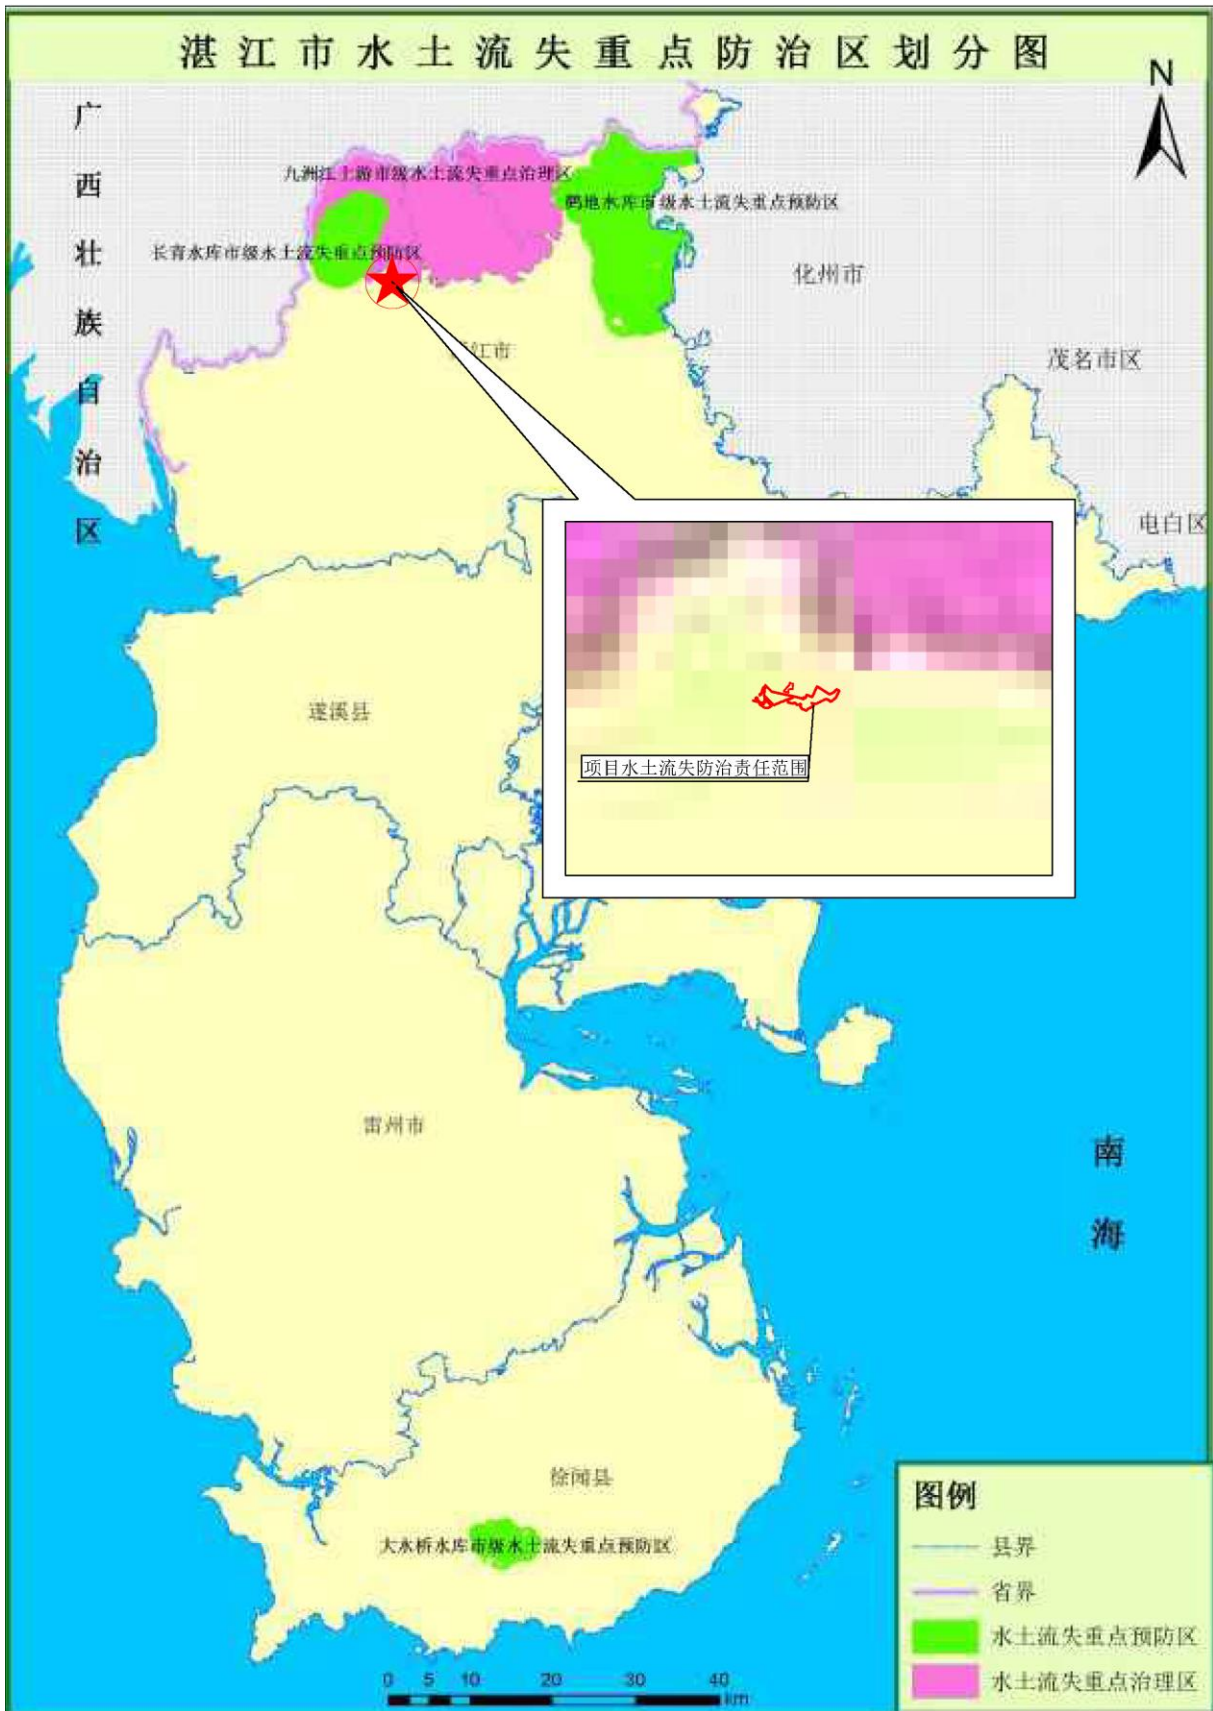 湛江市水土流失重点防治区划分图
N
广西壮族自治区
九洲江上游市级水土流失重点治理区
鹤地水库市级水土流失重点预防区
长青水库市级水土流失重点预防区
化州市
江市
茂名市区
电白区
遂溪县
项目水土流失防治责任范围
雷州市
南海
徐闻县
大水桥水库市级水土流失重点预防区
图例
县界
省界
水土流失重点预防区
水土流失重点治理区
0 5 10 20 30 40
km